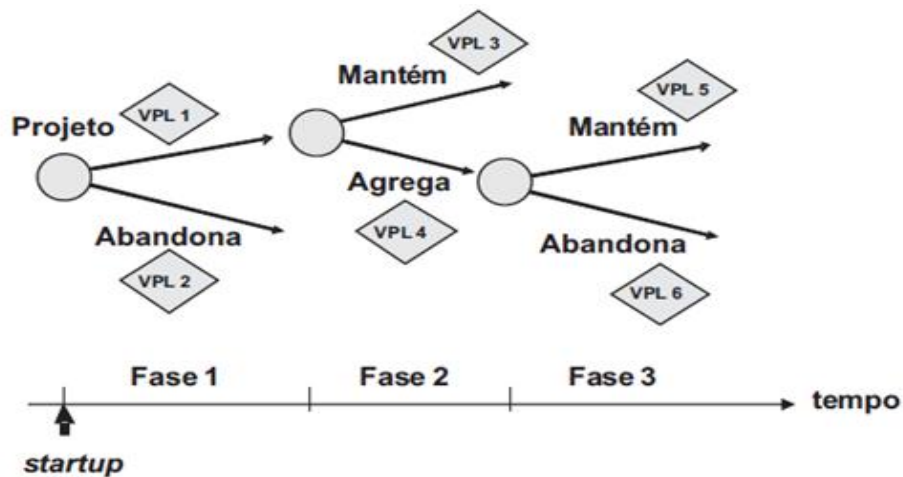 VPL 3
Mantém
VPL 1
VPL 5
Projeto
Mantém
Agrega
Abandona
VPL 4
Abandona
VPL 2
VPL 6
Fase 1
Fase 2
Fase 3
tempo
startup